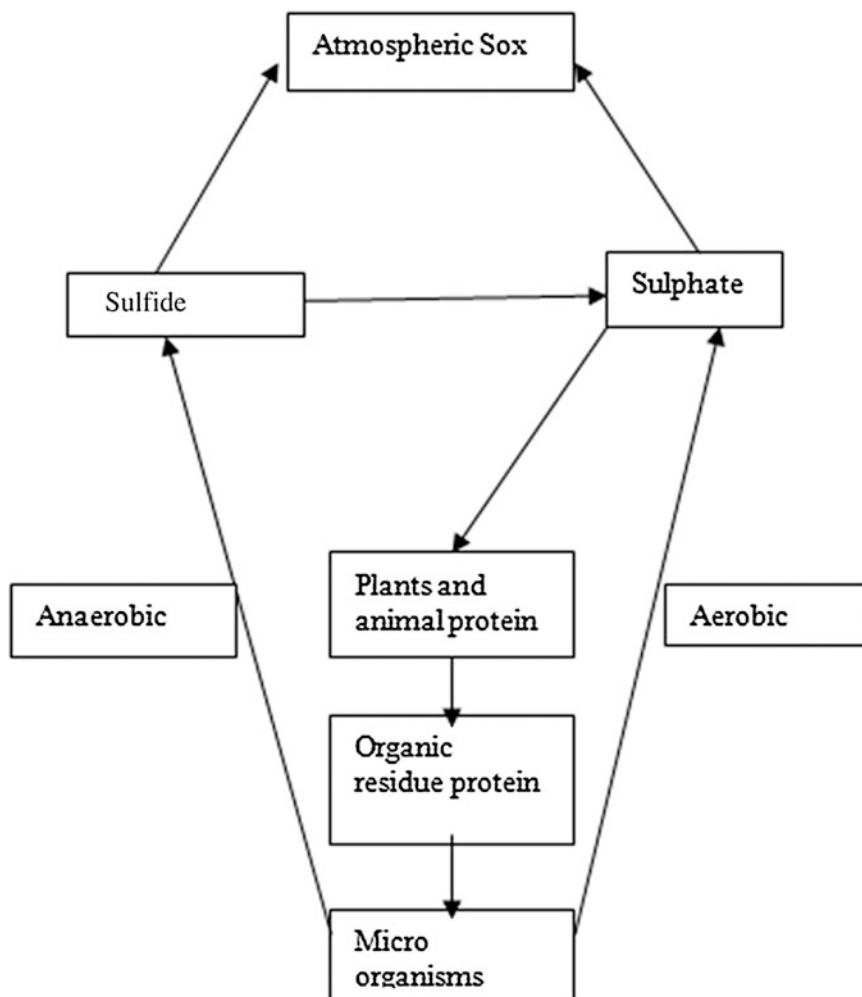 Atmospheric Sox
Sulfide
Sulphate
Plants and
animal protein
Anaerobic
Aerobic
Organic
residue protein
Micro
organisms